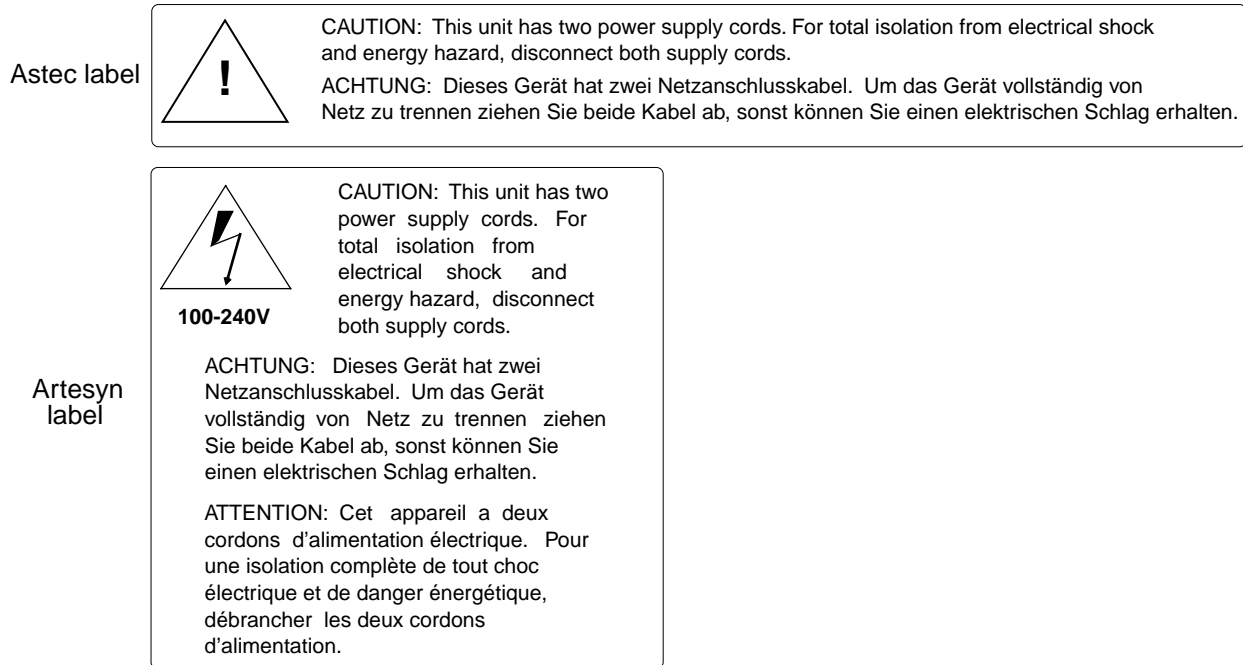 Astec label
!
CAUTION: This unit has two power supply cords. For total isolation from electrical shock
and energy hazard, disconnect both supply cords.
ACHTUNG: Dieses Gerät hat zwei Netzanschlusskabel. Um das Gerät vollständig von
Netz zu trennen ziehen Sie beide Kabel ab, sonst können Sie einen elektrischen Schlag erhalten.
Artesyn
label
100-240V
CAUTION: This unit has two
power supply cords. For
total isolation from
electrical shock and
energy hazard, disconnect
both supply cords.
ACHTUNG: Dieses Gerät hat zwei
Netzanschlusskabel. Um das Gerät
vollständig von Netz zu trennen ziehen
Sie beide Kabel ab, sonst können Sie
einen elektrischen Schlag erhalten.
ATTENTION: Cet appareil a deux
cordons d'alimentation électrique. Pour
une isolation complète de tout choc
électrique et de danger énergétique,
débrancher les deux cordons
d'alimentation.